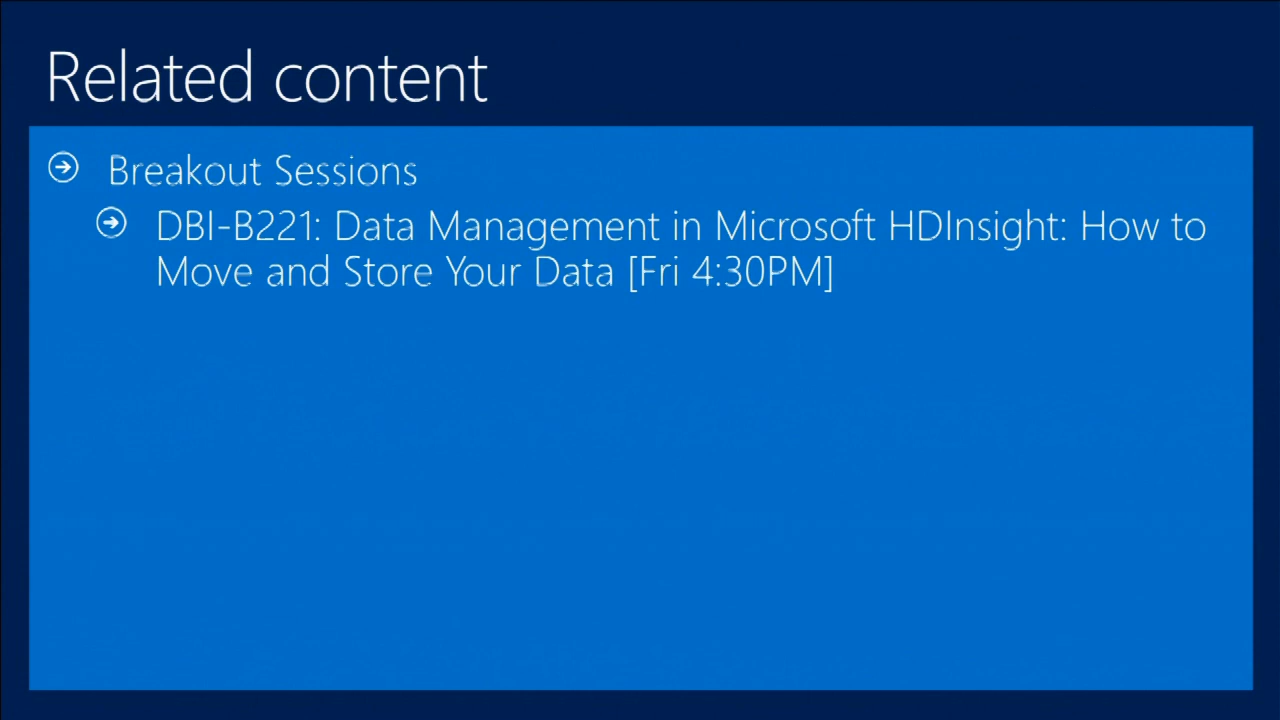 Related content
Breakout Sessions
DBI-B221: Data Management in Microsoft HDInsight: How to
Move and Store Your Data [Fri 4:30PM]